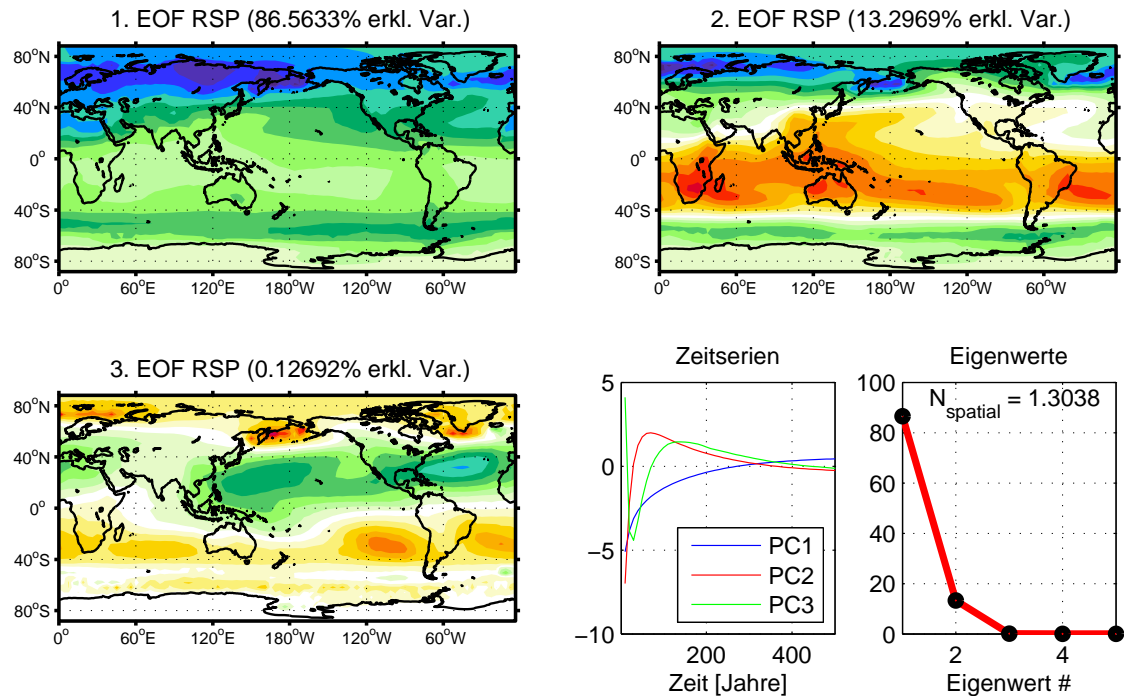 1. EOF RSP (86.5633% erkl. Var.)
80°N
40°N
0°
40°S
80°S
0° 60°E 120°E 180°W 120°W 60°W
2. EOF RSP (13.2969% erkl. Var.)
80°N
40°N
0°
40°S
80°S
0° 60°E 120°E 180°W 120°W 60°W
3. EOF RSP (0.12692% erkl. Var.)
80°N
40°N
0°
40°S
80°S
0° 60°E 120°E 180°W 120°W 60°W
Zeitserien
5
0
−5
−10
PC1
PC2
PC3
200 400
Zeit [Jahre]
Eigenwerte
N_spatial = 1.3038
100
80
60
40
20
0
2 4
Eigenwert #